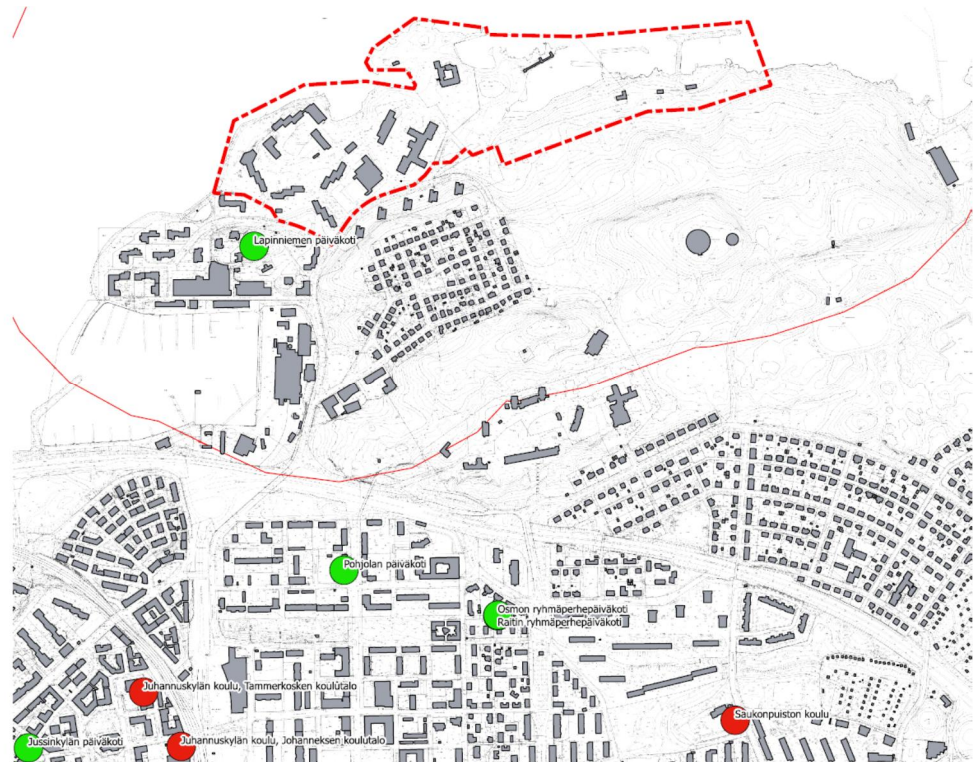 Lapinniemen päiväkoti
Pohjolan päiväkoti
Osmon ryhmäperhepäiväkoti
Raitin ryhmäperhepäiväkoti
Juhannuskylän koulu, Tammerkosken koulutalo
Saukonpuiston koulu
Jussinkylän päiväkoti
Juhannuskylän koulu, Johanneksen koulutalo